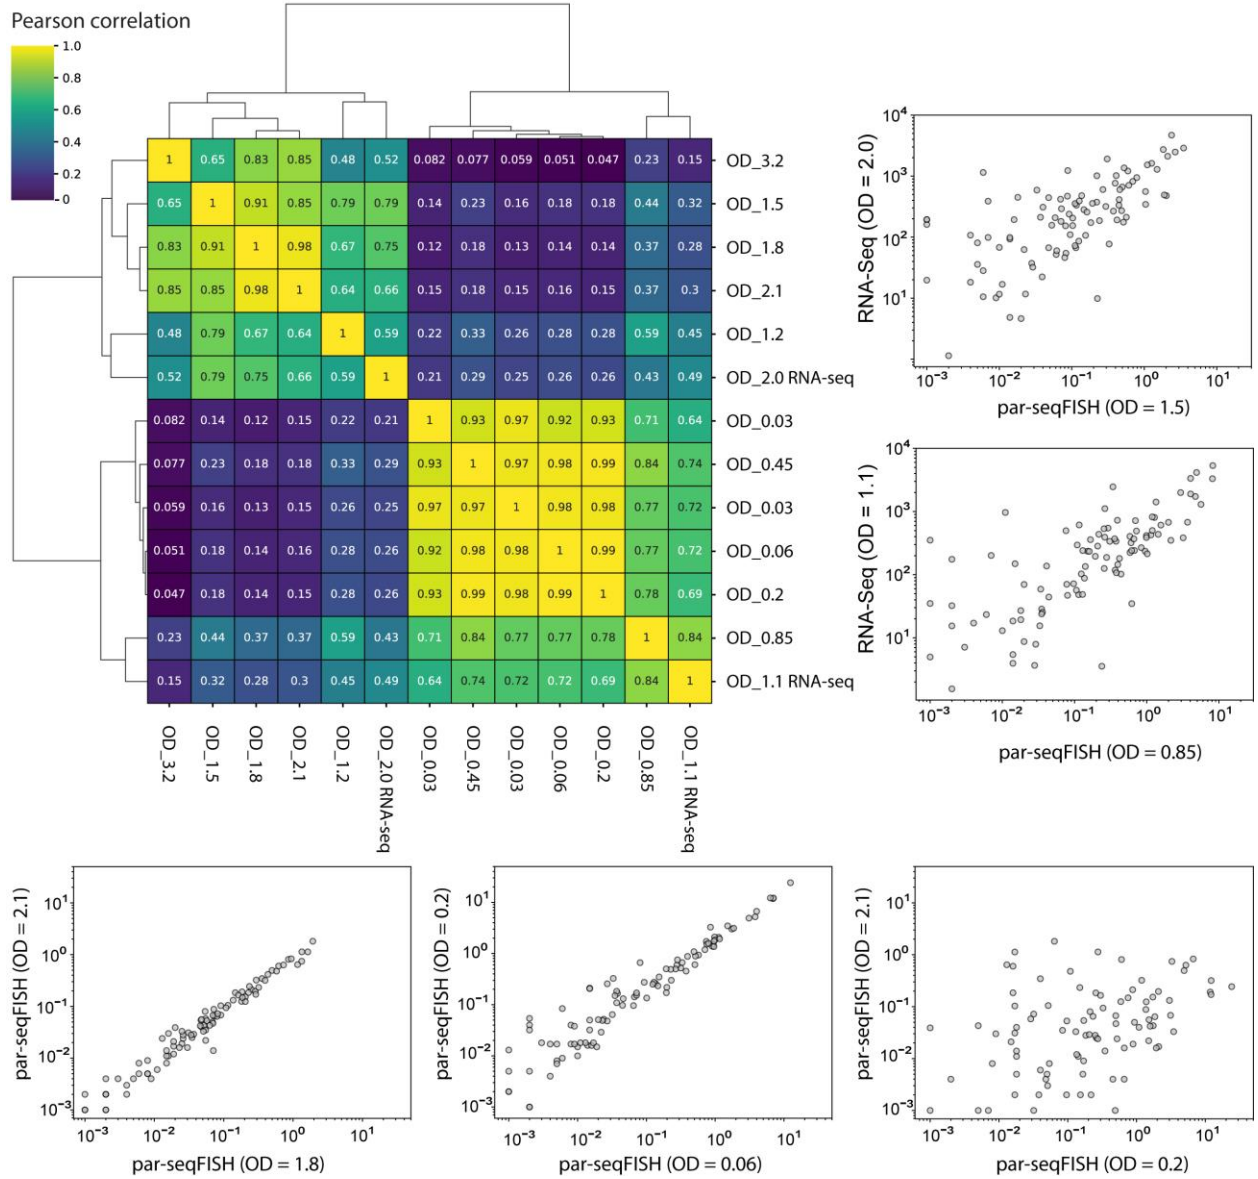 Pearson correlation
1.0
0.8
0.6
0.4
0.2
0
1 0.65 0.83 0.85 0.48 0.52 0.082 0.077 0.059 0.051 0.047 0.23 0.15 OD_3.2
0.65 1 0.91 0.85 0.79 0.79 0.14 0.23 0.16 0.18 0.18 0.44 0.32 OD_1.5
0.83 0.91 1 0.98 0.67 0.75 0.12 0.18 0.13 0.14 0.14 0.37 0.28 OD_1.8
0.85 0.85 0.98 1 0.64 0.66 0.15 0.18 0.15 0.16 0.15 0.37 0.3 OD_2.1
0.48 0.79 0.67 0.64 1 0.59 0.22 0.33 0.26 0.28 0.28 0.59 0.45 OD_1.2
0.52 0.79 0.75 0.66 0.59 1 0.21 0.29 0.25 0.26 0.26 0.43 0.49 OD_2.0 RNA-seq
0.082 0.14 0.12 0.15 0.22 0.21 1 0.93 0.97 0.92 0.93 0.71 0.64 OD_0.03
0.077 0.23 0.18 0.18 0.33 0.29 0.93 1 0.97 0.98 0.99 0.84 0.74 OD_0.45
0.059 0.16 0.13 0.15 0.26 0.25 0.97 0.97 1 0.98 0.98 0.77 0.72 OD_0.03
0.051 0.18 0.14 0.16 0.28 0.26 0.92 0.98 0.98 1 0.99 0.77 0.72 OD_0.06
0.047 0.18 0.14 0.15 0.28 0.26 0.93 0.99 0.98 0.99 1 0.78 0.69 OD_0.2
0.23 0.44 0.37 0.37 0.59 0.43 0.71 0.84 0.77 0.77 0.78 1 0.84 OD_0.85
0.15 0.32 0.28 0.3 0.45 0.49 0.64 0.74 0.72 0.72 0.69 0.84 1 OD_1.1 RNA-seq
OD_3.2
OD_1.5
OD_1.8
OD_2.1
OD_1.2
OD_2.0 RNA-seq
OD_0.03
OD_0.45
OD_0.03
OD_0.06
OD_0.2
OD_0.85
OD_1.1 RNA-seq
RNA-Seq (OD = 2.0)
10⁴
10³
10²
10¹
10⁻³ 10⁻² 10⁻¹ 10⁰ 10¹
par-seqFISH (OD = 1.5)
RNA-Seq (OD = 1.1)
10⁴
10³
10²
10¹
10⁻³ 10⁻² 10⁻¹ 10⁰ 10¹
par-seqFISH (OD = 0.85)
par-seqFISH (OD = 2.1)
10¹
10⁰
10⁻¹
10⁻²
10⁻³
10⁻³ 10⁻² 10⁻¹ 10⁰ 10¹
par-seqFISH (OD = 1.8)
par-seqFISH (OD = 0.2)
10¹
10⁰
10⁻¹
10⁻²
10⁻³
10⁻³ 10⁻² 10⁻¹ 10⁰ 10¹
par-seqFISH (OD = 0.06)
par-seqFISH (OD = 2.1)
10¹
10⁰
10⁻¹
10⁻²
10⁻³
10⁻³ 10⁻² 10⁻¹ 10⁰ 10¹
par-seqFISH (OD = 0.2)